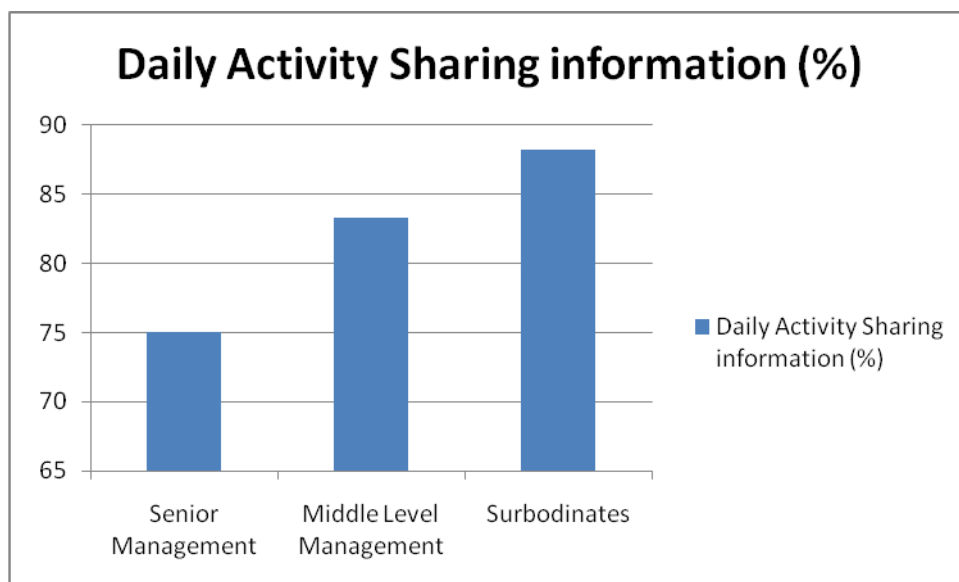 Daily Activity Sharing information (%)
90
85
80
75
70
65
Senior
Management
Middle Level
Management
Surbodinates
Daily Activity Sharing
information (%)